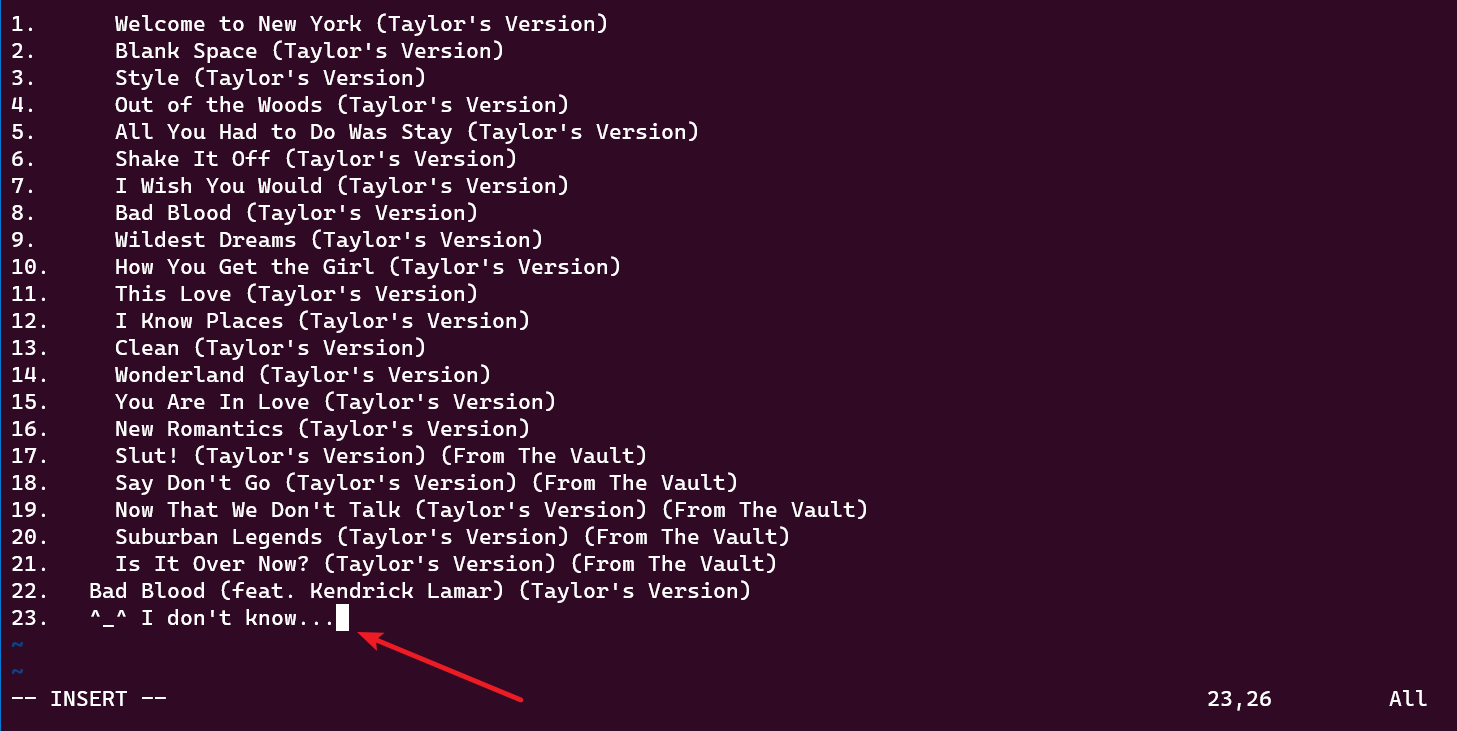 1.      Welcome to New York (Taylor's Version)
2.      Blank Space (Taylor's Version)
3.      Style (Taylor's Version)
4.      Out of the Woods (Taylor's Version)
5.      All You Had to Do Was Stay (Taylor's Version)
6.      Shake It Off (Taylor's Version)
7.      I Wish You Would (Taylor's Version)
8.      Bad Blood (Taylor's Version)
9.      Wildest Dreams (Taylor's Version)
10.     How You Get the Girl (Taylor's Version)
11.     This Love (Taylor's Version)
12.     I Know Places (Taylor's Version)
13.     Clean (Taylor's Version)
14.     Wonderland (Taylor's Version)
15.     You Are In Love (Taylor's Version)
16.     New Romantics (Taylor's Version)
17.     Slut! (Taylor's Version) (From The Vault)
18.     Say Don't Go (Taylor's Version) (From The Vault)
19.     Now That We Don't Talk (Taylor's Version) (From The Vault)
20.     Suburban Legends (Taylor's Version) (From The Vault)
21.     Is It Over Now? (Taylor's Version) (From The Vault)
22.   Bad Blood (feat. Kendrick Lamar) (Taylor's Version)
23.   ^_^ I don't know...
~
~
-- INSERT -- 23,26 All